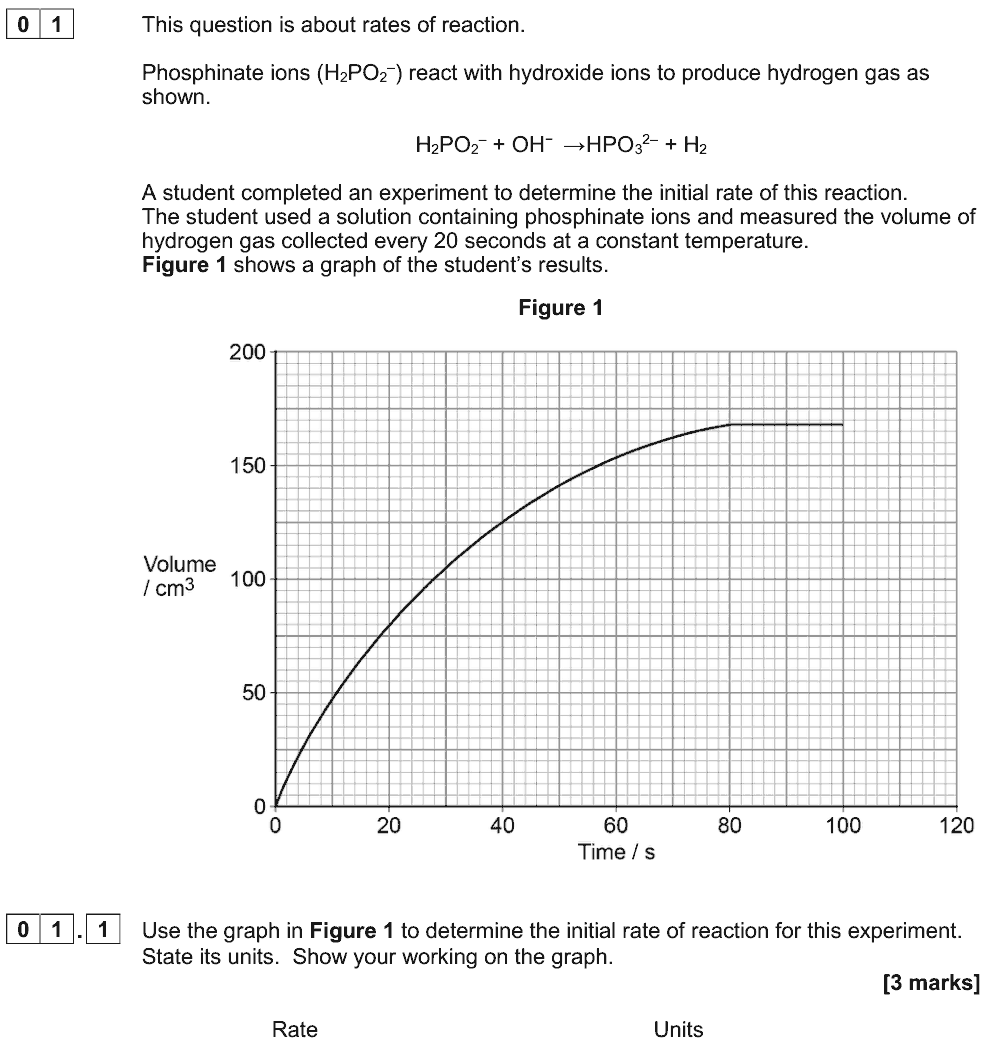 0 1 This question is about rates of reaction.
Phosphinate ions (H₂PO₂⁻) react with hydroxide ions to produce hydrogen gas as
shown.
H₂PO₂⁻ + OH⁻ →HPO₃²⁻ + H₂
A student completed an experiment to determine the initial rate of this reaction.
The student used a solution containing phosphinate ions and measured the volume of
hydrogen gas collected every 20 seconds at a constant temperature.
Figure 1 shows a graph of the student's results.
Figure 1
200
150
Volume
/ cm³
100
50
0
0 20 40 60 80 100 120
Time / s
0 1 . 1 Use the graph in Figure 1 to determine the initial rate of reaction for this experiment.
State its units. Show your working on the graph.
[3 marks]
Rate Units